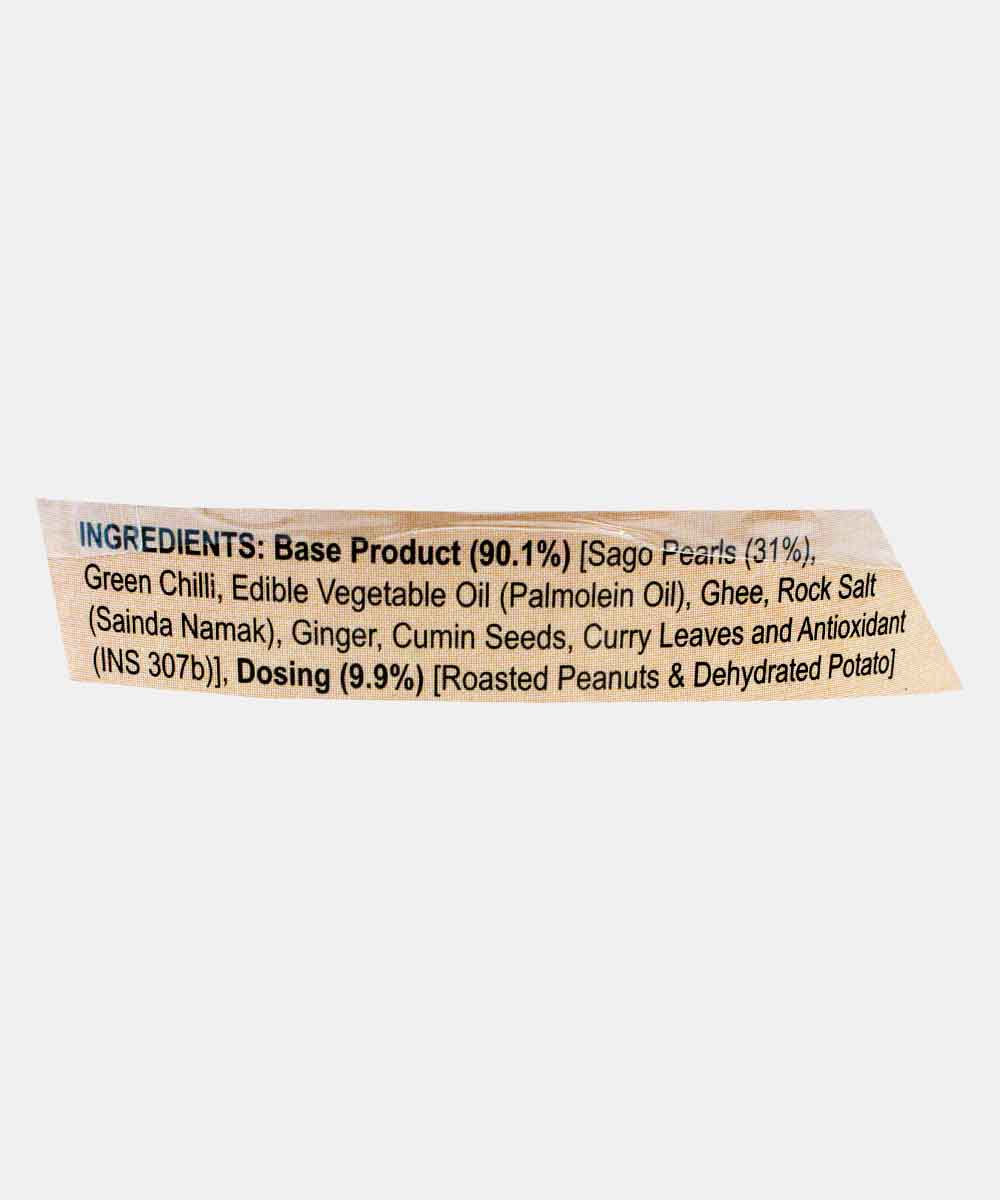 INGREDIENTS: Base Product (90.1%) [Sago Pearls (31%),
Green Chilli, Edible Vegetable Oil (Palmolein Oil), Ghee, Rock Salt
(Sainda Namak), Ginger, Cumin Seeds, Curry Leaves and Antioxidant
(INS 307b)], Dosing (9.9%) [Roasted Peanuts & Dehydrated Potato]